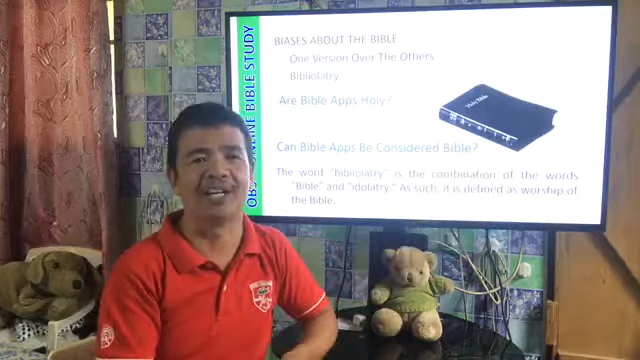 BIASES ABOUT THE BIBLE
One Version Over The Others
Bibliolatry
Are Bible Apps Holy?
Can Bible Apps Be Considered Bible?
The word "bibliolatry" is the combination of the words
"Bible" and "idolatry." As such, it is defined as worship of
the Bible.
Holy Bible
ONLINE BIBLE STUDY